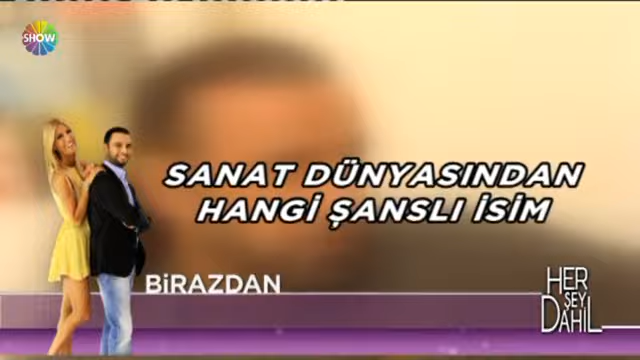 SHOW
SANAT DÜNYASINDAN
HANGİ ŞANSLI İSİM
BİRAZDAN
HER
ŞEY
DAHİL